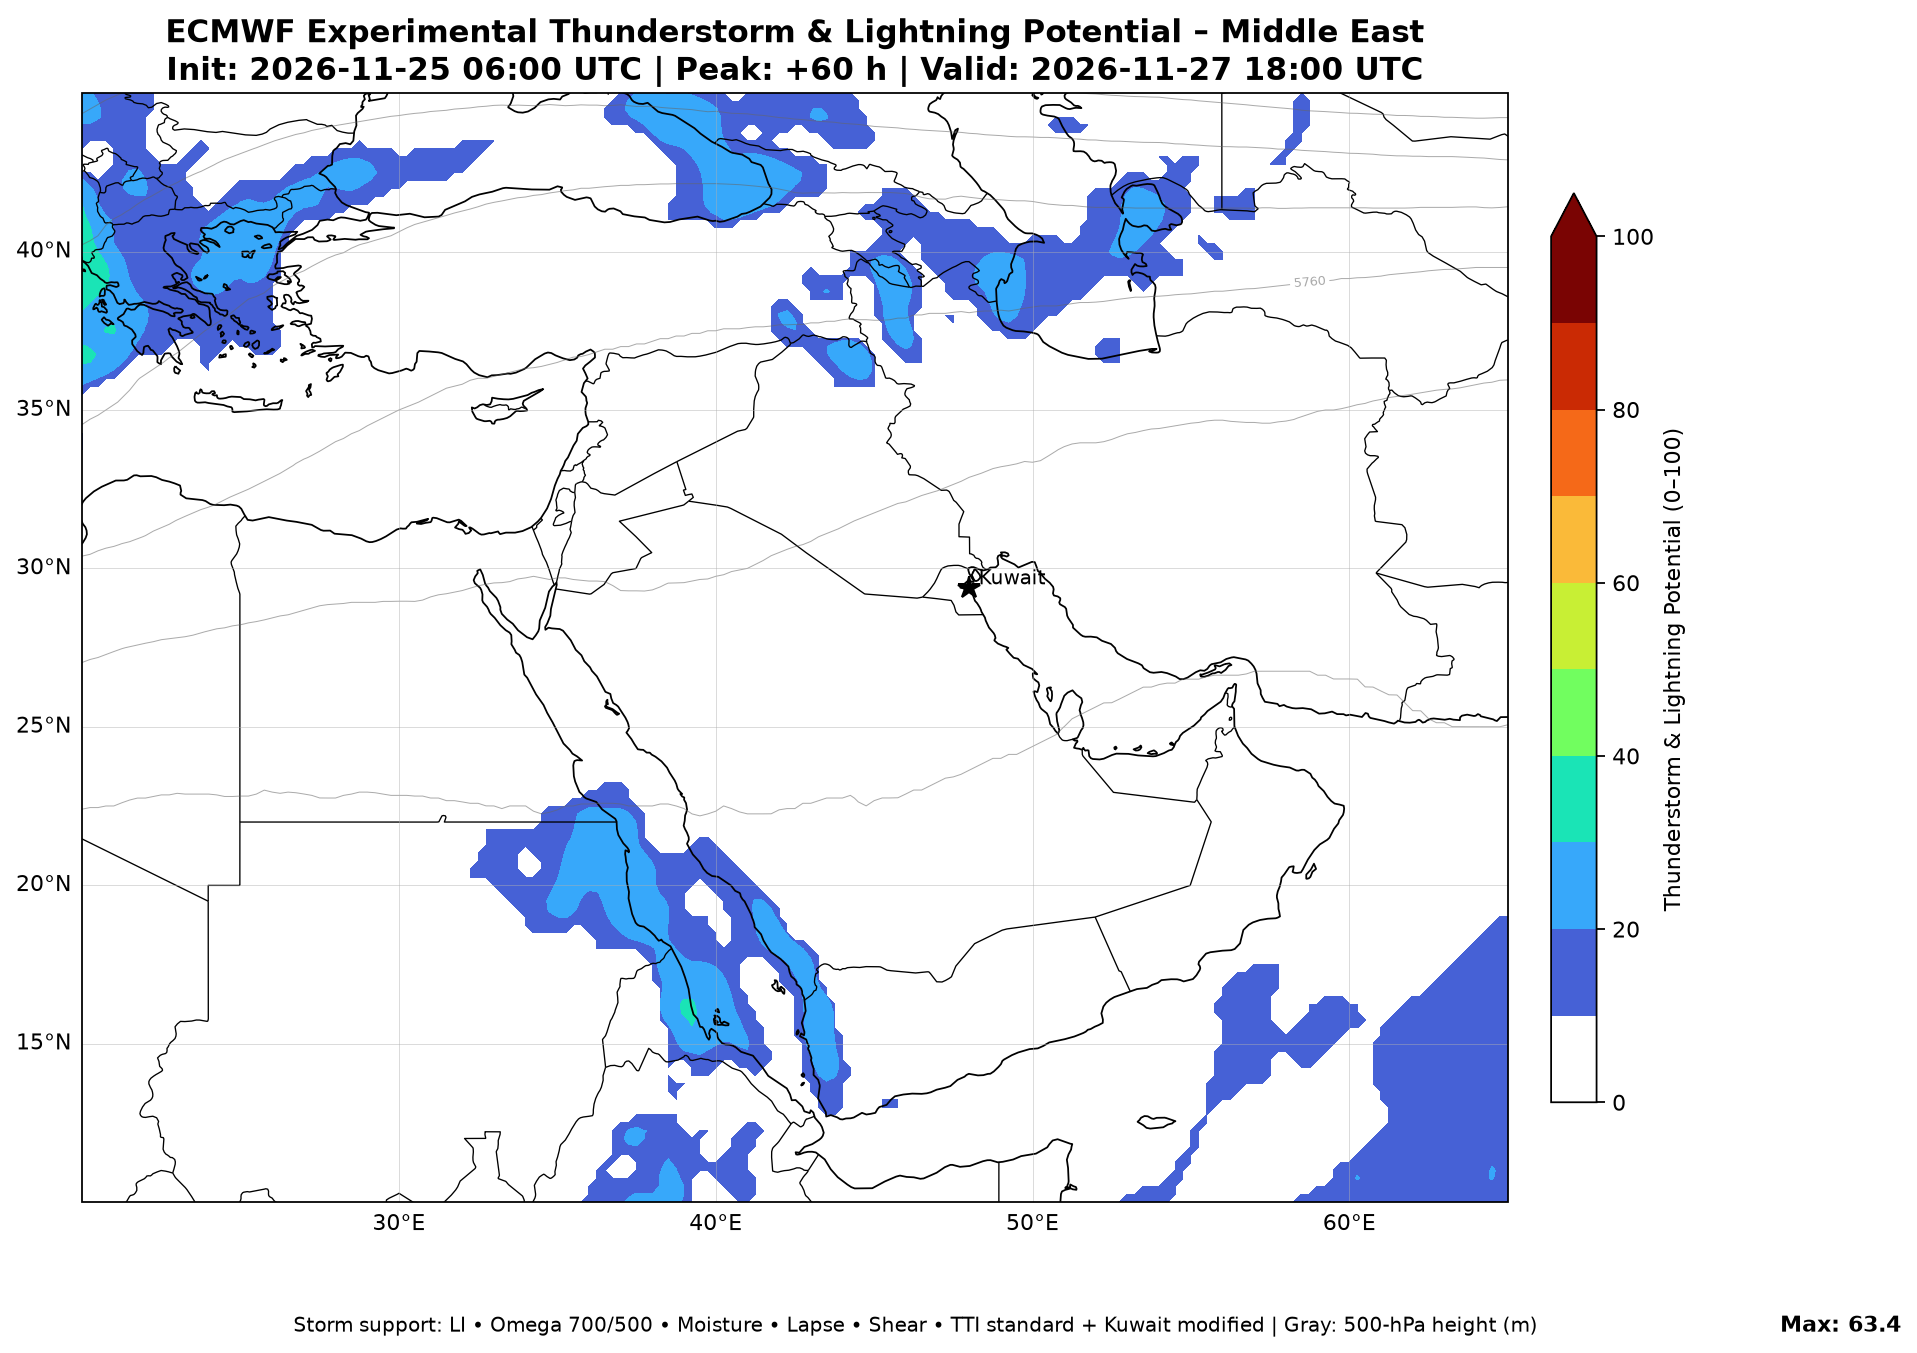 ECMWF Experimental Thunderstorm & Lightning Potential – Middle East
Init: 2026-11-25 06:00 UTC | Peak: +60 h | Valid: 2026-11-27 18:00 UTC
40°N
35°N
30°N
25°N
20°N
15°N
30°E
40°E
50°E
60°E
5760
Kuwait
100
80
60
40
20
0
Thunderstorm & Lightning Potential (0–100)
Storm support: LI • Omega 700/500 • Moisture • Lapse • Shear • TTI standard + Kuwait modified | Gray: 500-hPa height (m)
Max: 63.4